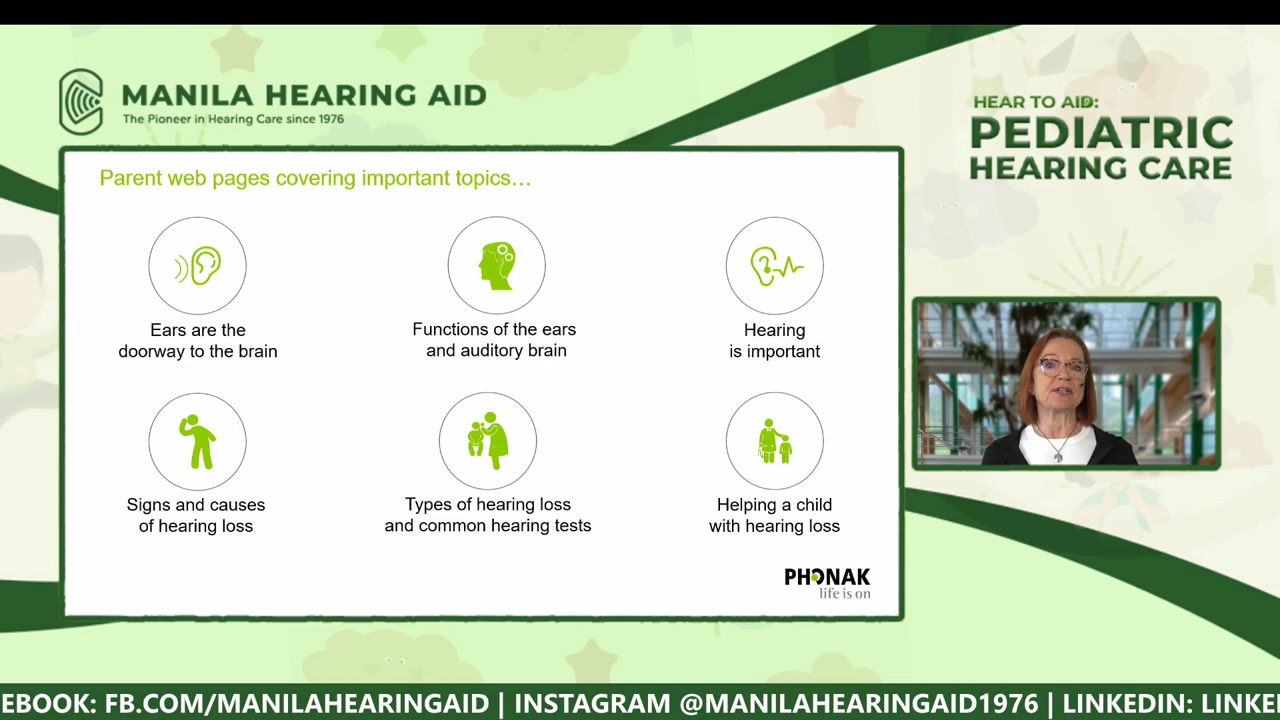 MANILA HEARING AID
The Pioneer in Hearing Care since 1976
HEAR TO AID:
PEDIATRIC
HEARING CARE
Parent web pages covering important topics...
Ears are the
doorway to the brain
Functions of the ears
and auditory brain
Hearing
is important
Signs and causes
of hearing loss
Types of hearing loss
and common hearing tests
Helping a child
with hearing loss
PHONAK
life is on
EBOOK: FB.COM/MANILAHEARINGAID | INSTAGRAM @MANILAHEARINGAID1976 | LINKEDIN: LINKE